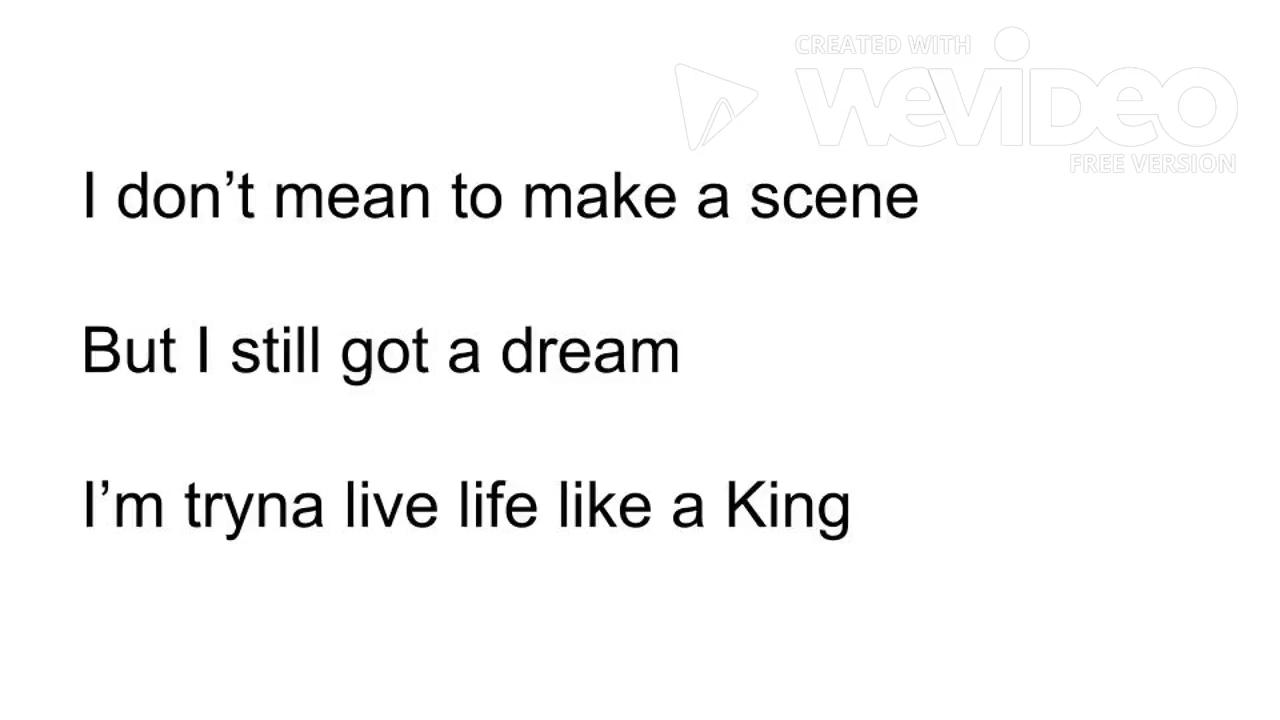 CREATED WITH
WEVIDEO
FREE VERSION
I don’t mean to make a scene
But I still got a dream
I’m tryna live life like a King